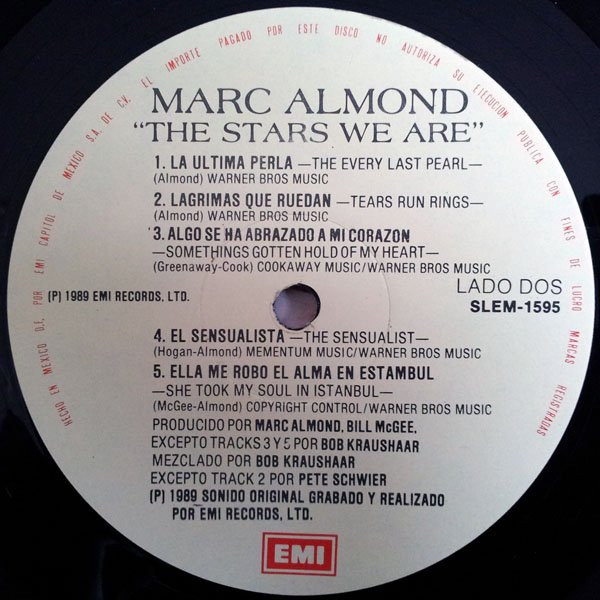 HECHO EN MEXICO D.F. POR EMI CAPITOL DE MEXICO S.A. DE C.V. EL IMPORTE PAGADO POR ESTE DISCO NO AUTORIZA SU EJECUCION PUBLICA CON FINES DE LUCRO MARCAS REGISTRADAS
MARC ALMOND
"THE STARS WE ARE"
1. LA ULTIMA PERLA —THE EVERY LAST PEARL—
(Almond) WARNER BROS MUSIC
2. LAGRIMAS QUE RUEDAN —TEARS RUN RINGS—
(Almond) WARNER BROS MUSIC
3. ALGO SE HA ABRAZADO A MI CORAZON
—SOMETHINGS GOTTEN HOLD OF MY HEART—
(Greenaway-Cook) COOKAWAY MUSIC/WARNER BROS MUSIC
LADO DOS
(P) 1989 EMI RECORDS, LTD.
SLEM-1595
4. EL SENSUALISTA —THE SENSUALIST—
(Hogan-Almond) MEMENTUM MUSIC/WARNER BROS MUSIC
5. ELLA ME ROBO EL ALMA EN ESTAMBUL
—SHE TOOK MY SOUL IN ISTANBUL—
(McGee-Almond) COPYRIGHT CONTROL/WARNER BROS MUSIC
PRODUCIDO POR MARC ALMOND, BILL McGEE,
EXCEPTO TRACKS 3 Y 5 POR BOB KRAUSHAAR
MEZCLADO POR BOB KRAUSHAAR
EXCEPTO TRACK 2 POR PETE SCHWIER
(P) 1989 SONIDO ORIGINAL GRABADO Y REALIZADO
POR EMI RECORDS, LTD.
EMI